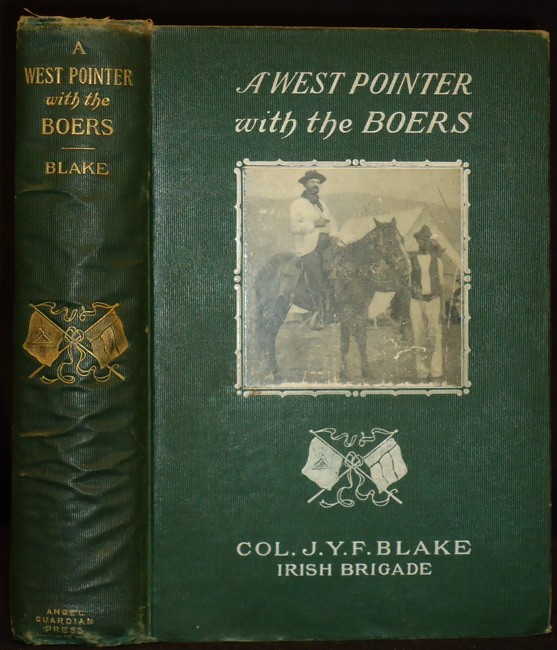 A
WEST POINTER
with the
BOERS
BLAKE
ANGEL
GUARDIAN
PRESS
A WEST POINTER
with the BOERS
COL. J.Y.F. BLAKE
IRISH BRIGADE